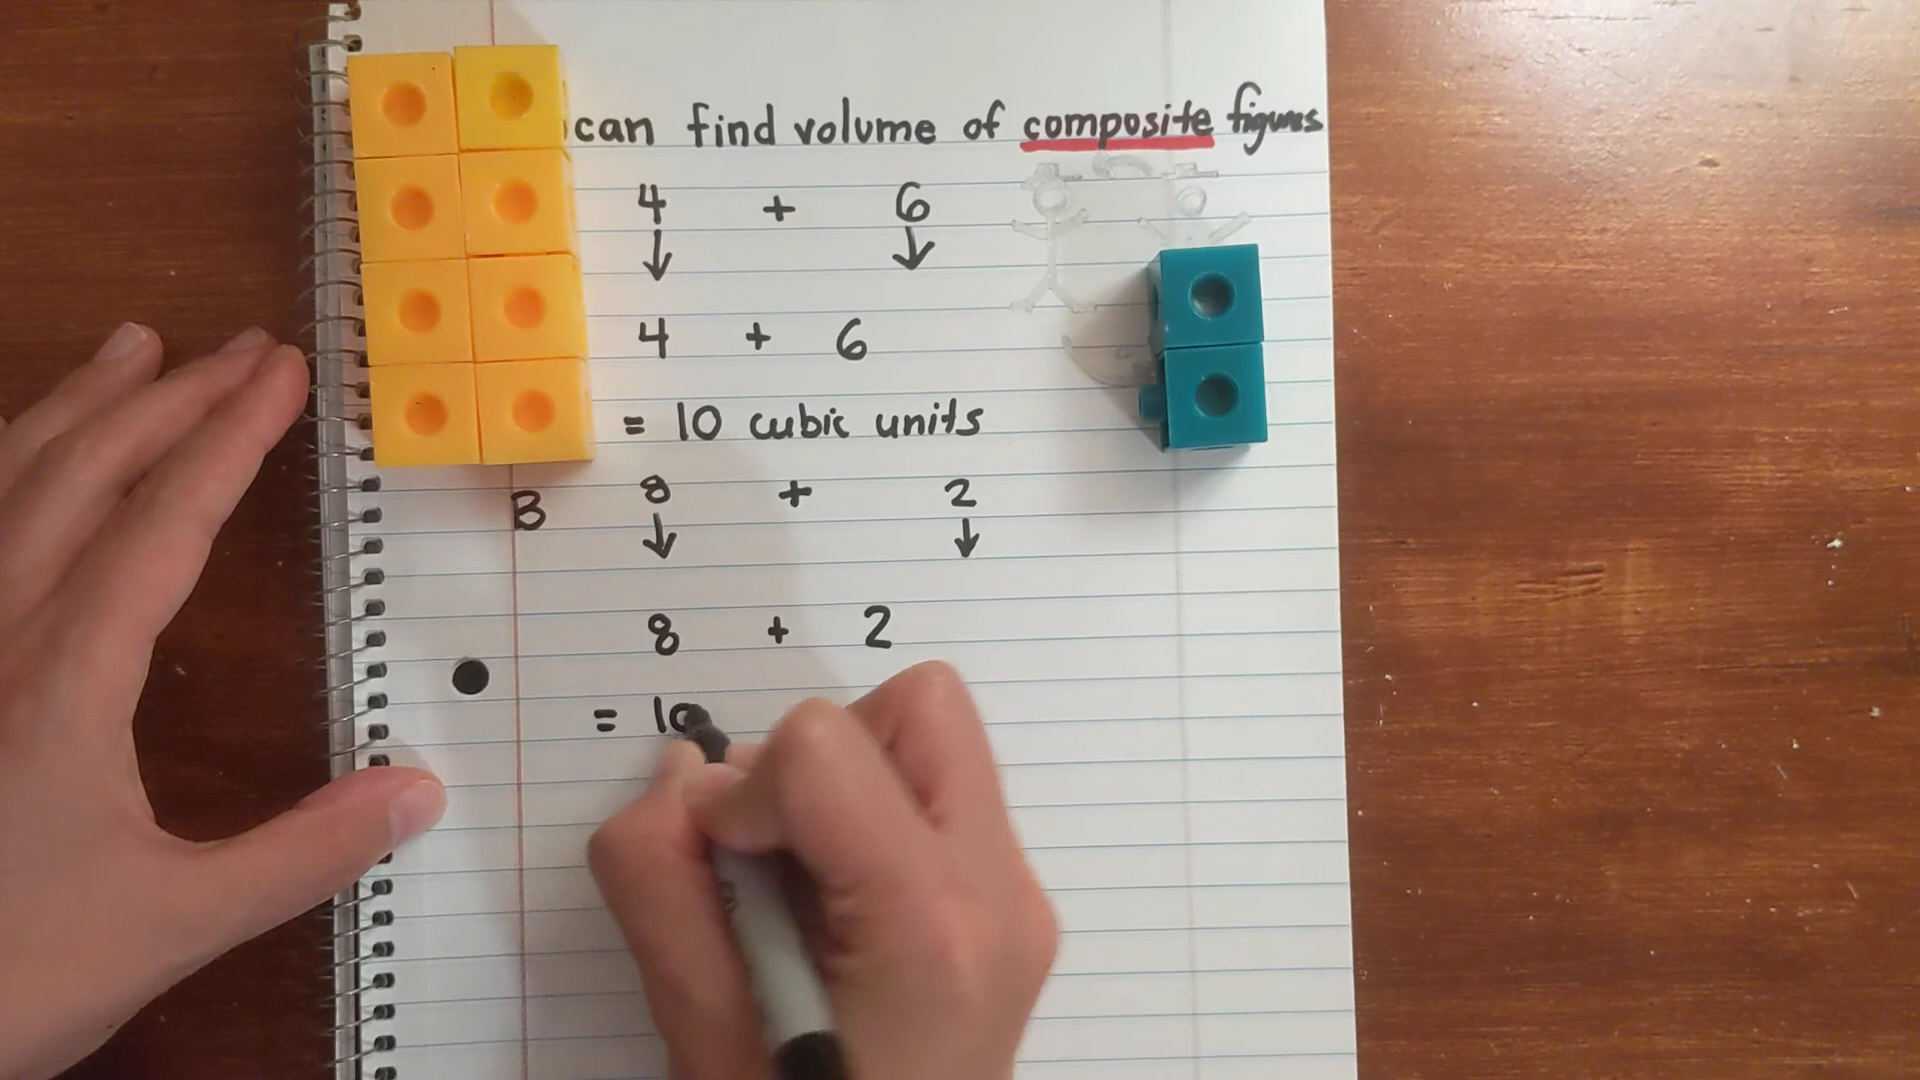 can find volume of composite figures
4 + 6
↓ ↓
4 + 6
= 10 cubic units
B 8 + 2
↓ ↓
8 + 2
= 10